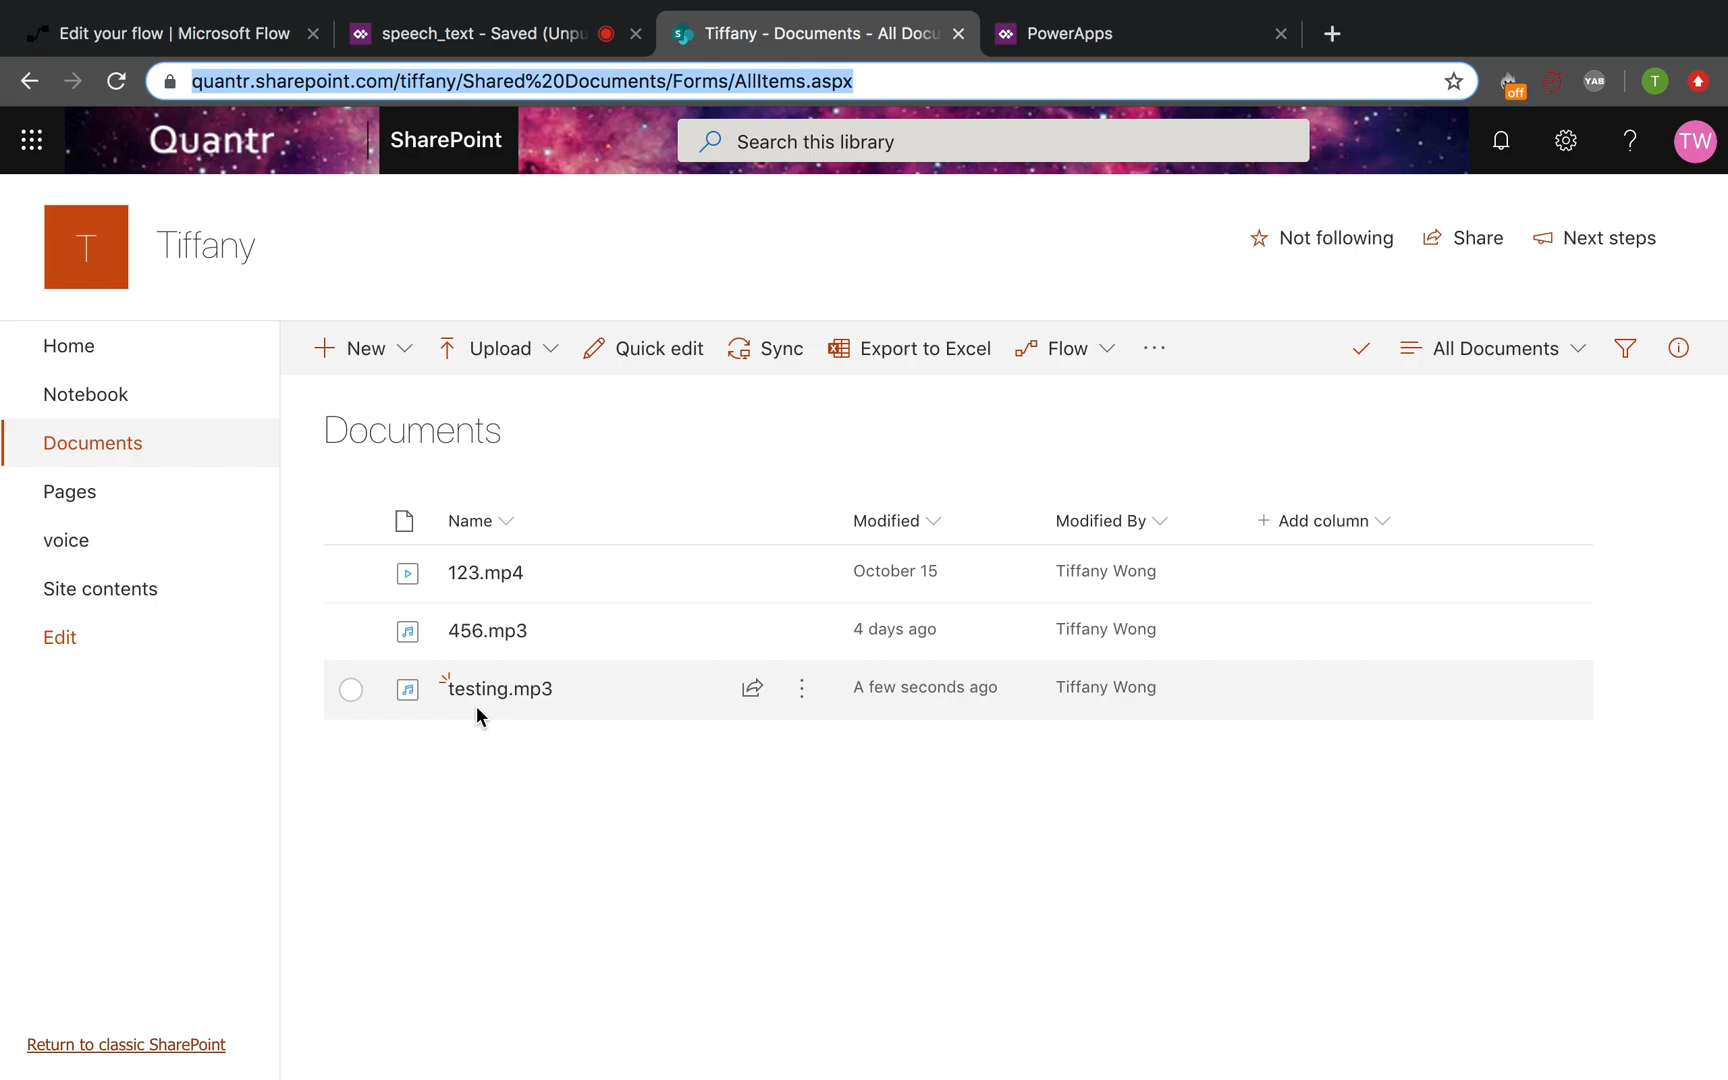 Edit your flow | Microsoft Flow
speech_text - Saved (Unpu
Tiffany - Documents - All Docu
PowerApps
quantr.sharepoint.com/tiffany/Shared%20Documents/Forms/AllItems.aspx
off
YAB
T
Quantr
SharePoint
Search this library
?
TW
T
Tiffany
Not following
Share
Next steps
Home
Notebook
Documents
Pages
voice
Site contents
Edit
New
Upload
Quick edit
Sync
Export to Excel
Flow
...
All Documents
Documents
Name
Modified
Modified By
+ Add column
123.mp4
October 15
Tiffany Wong
456.mp3
4 days ago
Tiffany Wong
testing.mp3
A few seconds ago
Tiffany Wong
Return to classic SharePoint